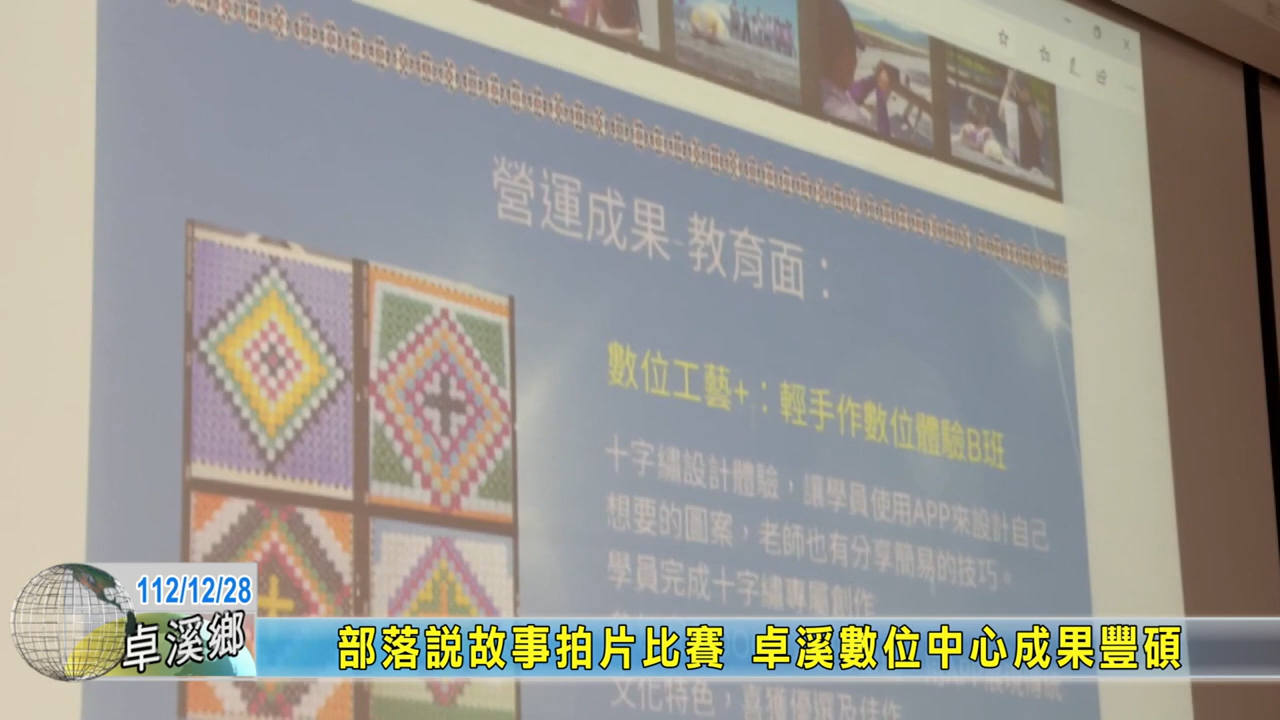 營運成果-教育面：
數位工藝+：輕手作數位體驗B班
十字繡設計體驗，讓學員使用APP來設計自己
想要的圖案，老師也有分享簡易的技巧。
學員完成十字繡專屬創作
文化特色，喜獲優選及佳作
112/12/28
卓溪鄉
部落説故事拍片比賽 卓溪數位中心成果豐碩